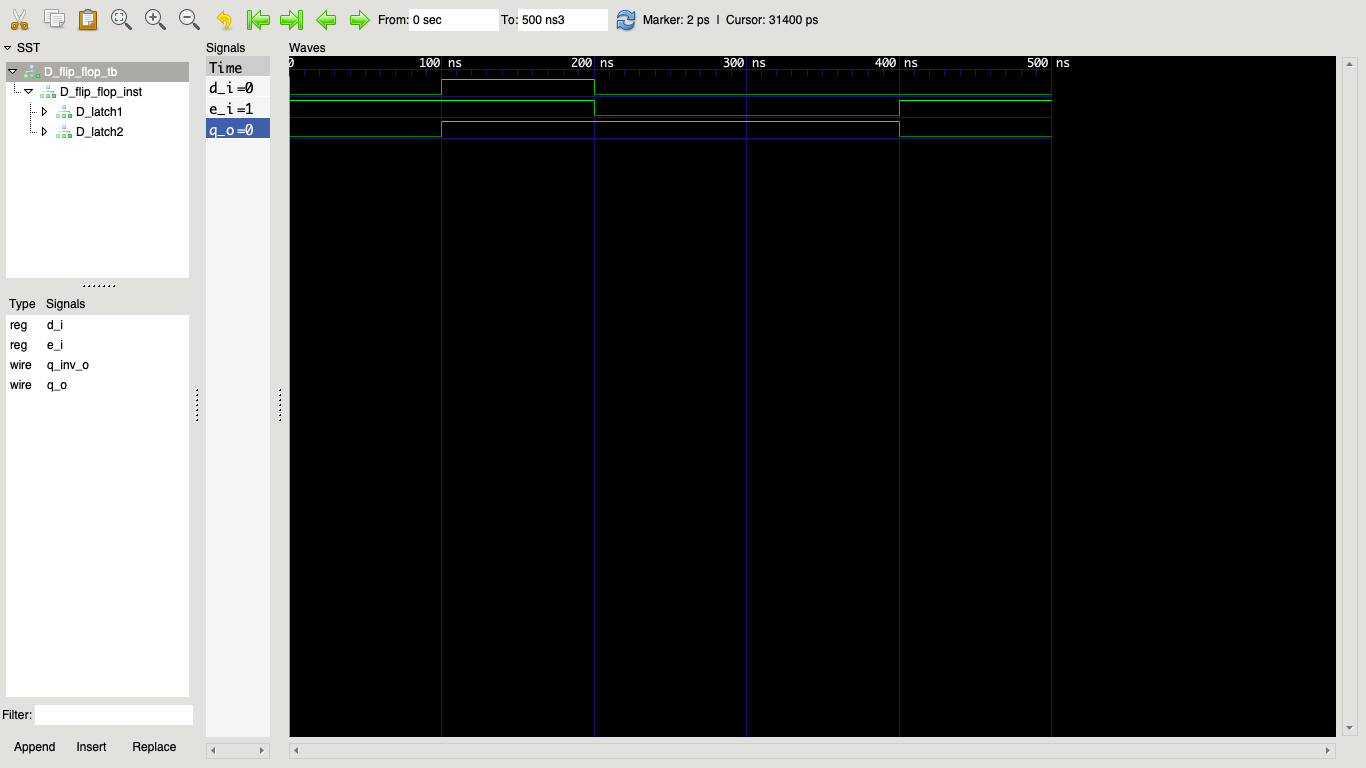 From: 0 sec To: 500 ns3 Marker: 2 ps | Cursor: 31400 ps
SST
D_flip_flop_tb
D_flip_flop_inst
D_latch1
D_latch2
Type Signals
reg d_i
reg e_i
wire q_inv_o
wire q_o
Filter:
Append Insert Replace
Signals
Time
d_i=0
e_i=1
q_o=0
Waves
0 100 ns 200 ns 300 ns 400 ns 500 ns